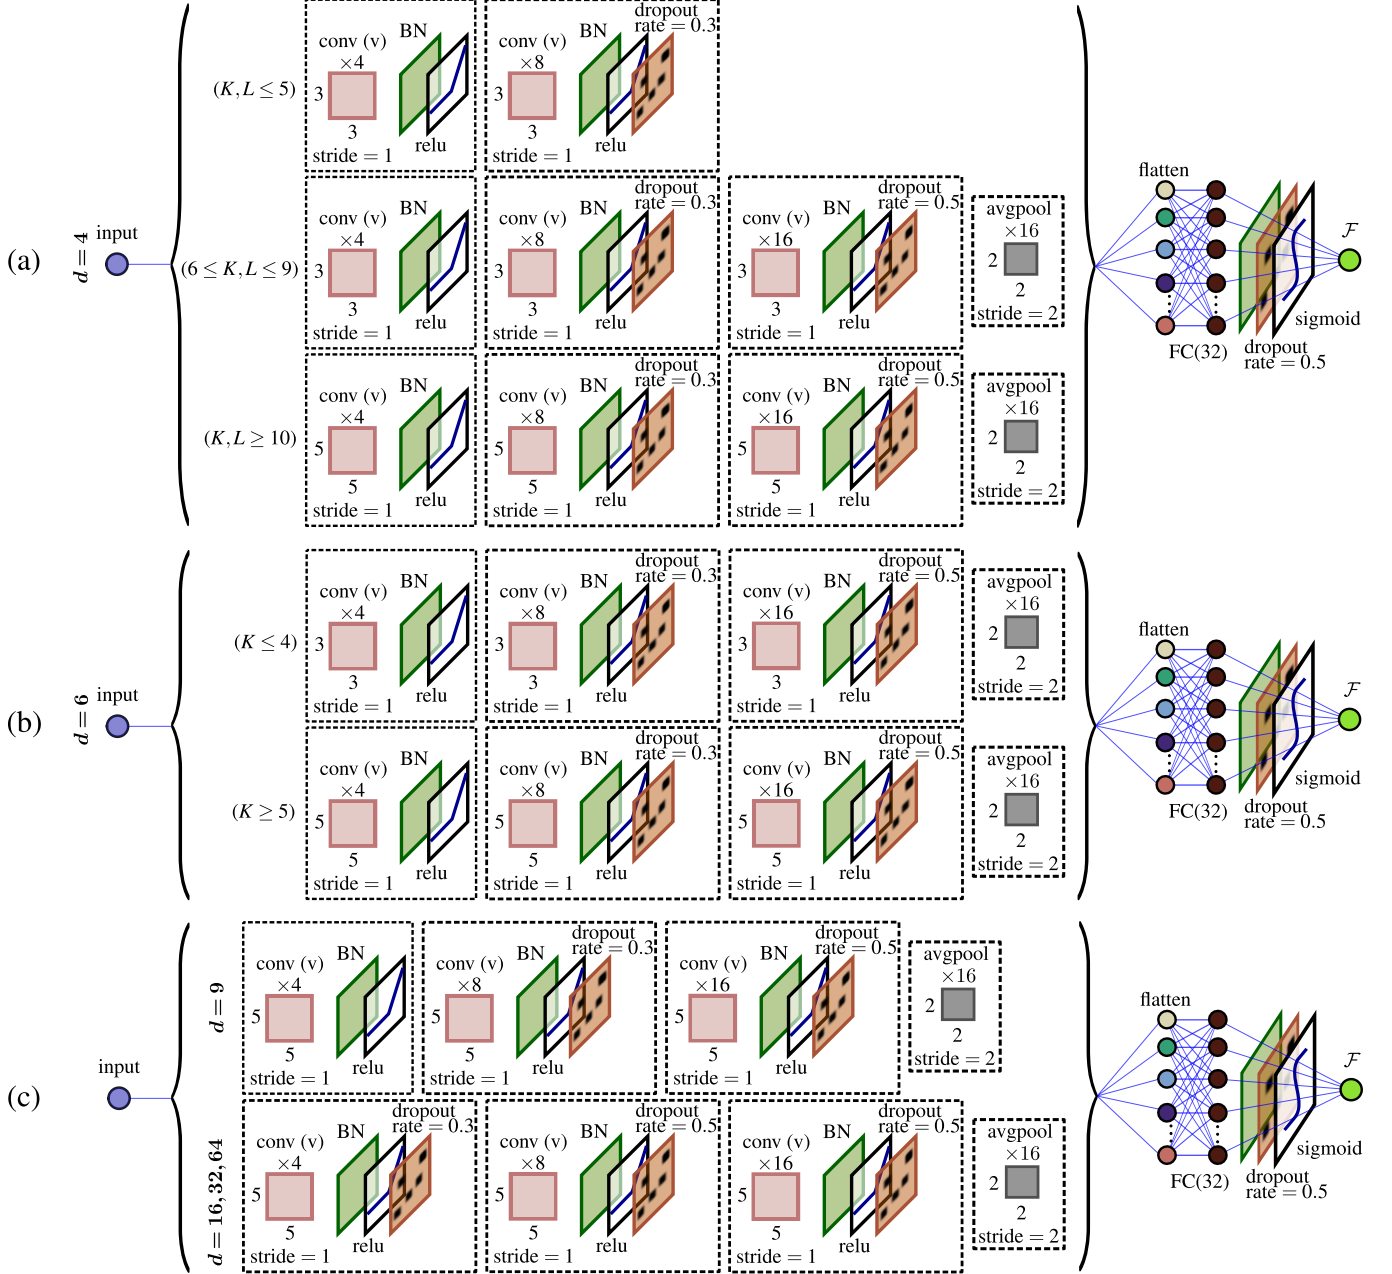 (a)
d = 4
input
(K, L ≤ 5)
conv (v)
×4
3
3
stride = 1
BN
relu
conv (v)
×8
3
3
stride = 1
BN
relu
dropout
rate = 0.3
(6 ≤ K, L ≤ 9)
conv (v)
×4
3
3
stride = 1
BN
relu
conv (v)
×8
3
3
stride = 1
BN
relu
dropout
rate = 0.3
conv (v)
×16
3
3
stride = 1
BN
relu
dropout
rate = 0.5
avgpool
×16
2
2
stride = 2
(K, L ≥ 10)
conv (v)
×4
5
5
stride = 1
BN
relu
conv (v)
×8
5
5
stride = 1
BN
relu
dropout
rate = 0.3
conv (v)
×16
5
5
stride = 1
BN
relu
dropout
rate = 0.5
avgpool
×16
2
2
stride = 2
flatten
FC(32)
dropout
rate = 0.5
sigmoid
ℱ
(b)
d = 6
input
(K ≤ 4)
conv (v)
×4
3
3
stride = 1
BN
relu
conv (v)
×8
3
3
stride = 1
BN
relu
dropout
rate = 0.3
conv (v)
×16
3
3
stride = 1
BN
relu
dropout
rate = 0.5
avgpool
×16
2
2
stride = 2
(K ≥ 5)
conv (v)
×4
5
5
stride = 1
BN
relu
conv (v)
×8
5
5
stride = 1
BN
relu
dropout
rate = 0.3
conv (v)
×16
5
5
stride = 1
BN
relu
dropout
rate = 0.5
avgpool
×16
2
2
stride = 2
flatten
FC(32)
dropout
rate = 0.5
sigmoid
ℱ
(c)
input
d = 9
conv (v)
×4
5
5
stride = 1
BN
relu
conv (v)
×8
5
5
stride = 1
BN
relu
dropout
rate = 0.3
conv (v)
×16
5
5
stride = 1
BN
relu
dropout
rate = 0.5
avgpool
×16
2
2
stride = 2
d = 16, 32, 64
conv (v)
×4
5
5
stride = 1
BN
relu
dropout
rate = 0.3
conv (v)
×8
5
5
stride = 1
BN
relu
dropout
rate = 0.5
conv (v)
×16
5
5
stride = 1
BN
relu
dropout
rate = 0.5
avgpool
×16
2
2
stride = 2
flatten
FC(32)
dropout
rate = 0.5
sigmoid
ℱ